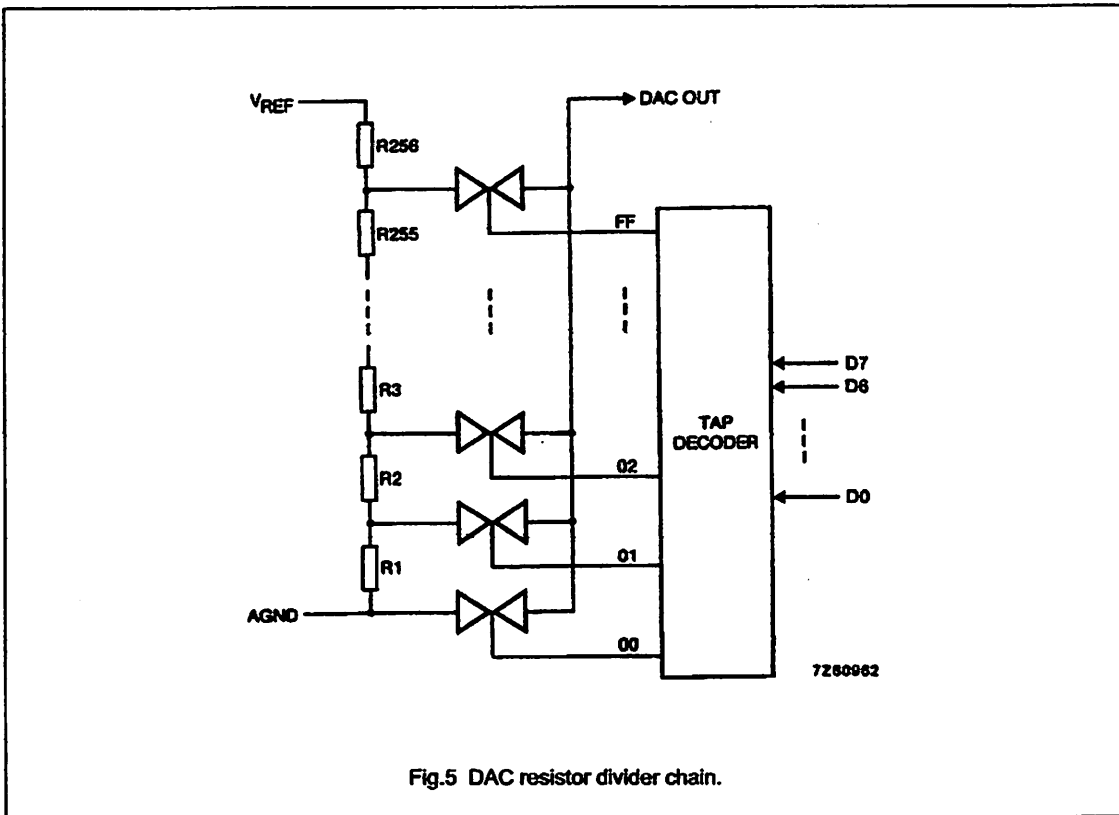 VREF
DAC OUT
R256
R255
FF
D7
D6
R3
TAP
DECODER
02
R2
D0
01
R1
AGND
00
7Z60962
Fig.5 DAC resistor divider chain.